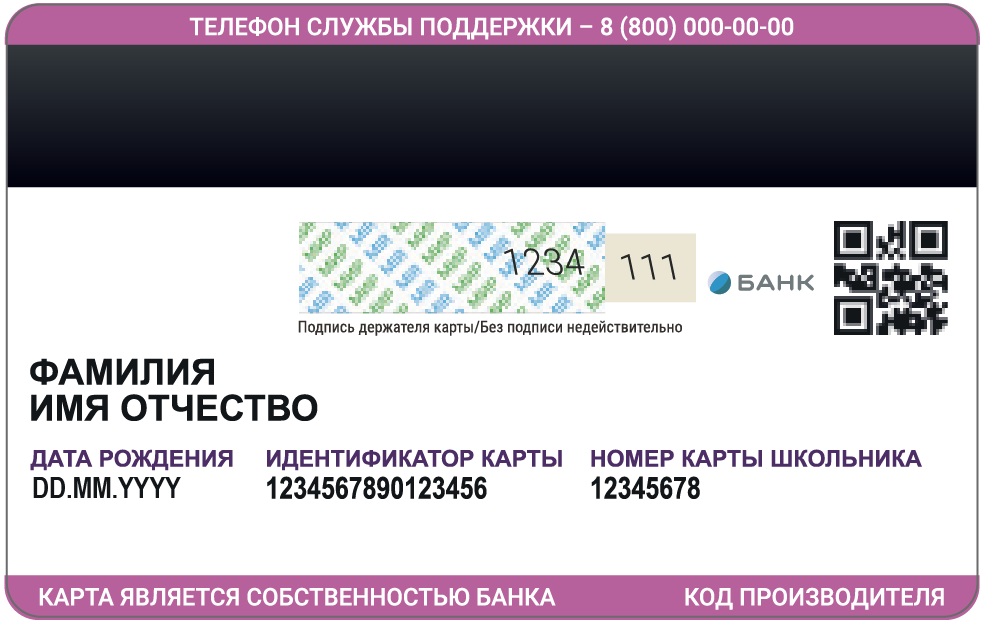 ТЕЛЕФОН СЛУЖБЫ ПОДДЕРЖКИ – 8 (800) 000-00-00
1234 111
БАНК
Подпись держателя карты/Без подписи недействительно
ФАМИЛИЯ
ИМЯ ОТЧЕСТВО
ДАТА РОЖДЕНИЯ ИДЕНТИФИКАТОР КАРТЫ НОМЕР КАРТЫ ШКОЛЬНИКА
DD.MM.YYYY 1234567890123456 12345678
КАРТА ЯВЛЯЕТСЯ СОБСТВЕННОСТЬЮ БАНКА КОД ПРОИЗВОДИТЕЛЯ